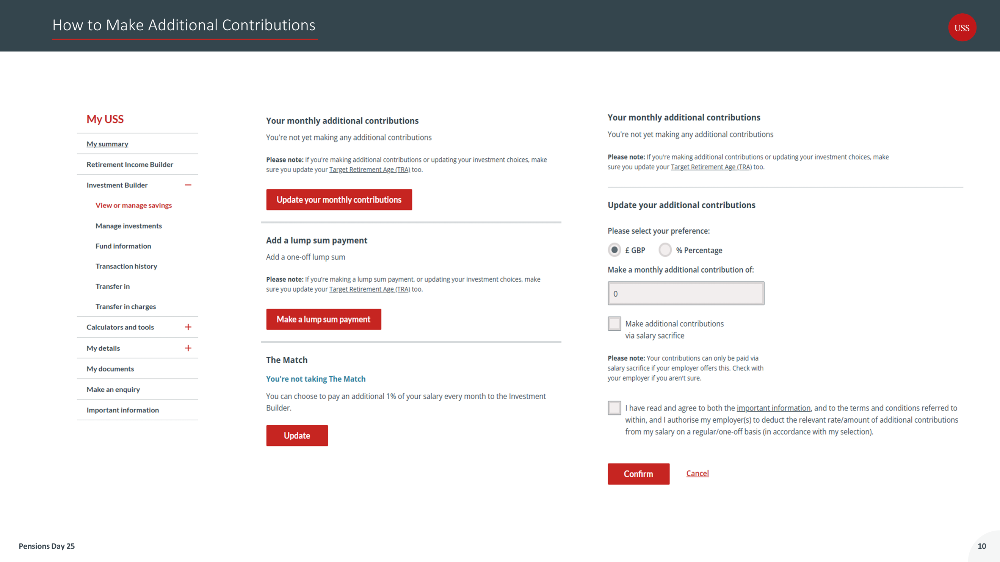 How to Make Additional Contributions
USS
My USS
My summary
Retirement Income Builder
Investment Builder
View or manage savings
Manage investments
Fund information
Transaction history
Transfer in
Transfer in charges
Calculators and tools
My details
My documents
Make an enquiry
Important information
Your monthly additional contributions
You're not yet making any additional contributions
Please note: If you're making additional contributions or updating your investment choices, make
sure you update your Target Retirement Age (TRA) too.
Update your monthly contributions
Add a lump sum payment
Add a one-off lump sum
Please note: If you're making a lump sum payment, or updating your investment choices, make
sure you update your Target Retirement Age (TRA) too.
Make a lump sum payment
The Match
You're not taking The Match
You can choose to pay an additional 1% of your salary every month to the Investment
Builder.
Update
Your monthly additional contributions
You're not yet making any additional contributions
Please note: If you're making additional contributions or updating your investment choices, make
sure you update your Target Retirement Age (TRA) too.
Update your additional contributions
Please select your preference:
£ GBP % Percentage
Make a monthly additional contribution of:
0
Make additional contributions
via salary sacrifice
Please note: Your contributions can only be paid via
salary sacrifice if your employer offers this. Check with
your employer if you aren't sure.
I have read and agree to both the important information, and to the terms and conditions referred to
within, and I authorise my employer(s) to deduct the relevant rate/amount of additional contributions
from my salary on a regular/one-off basis (in accordance with my selection).
Confirm Cancel
Pensions Day 25
10